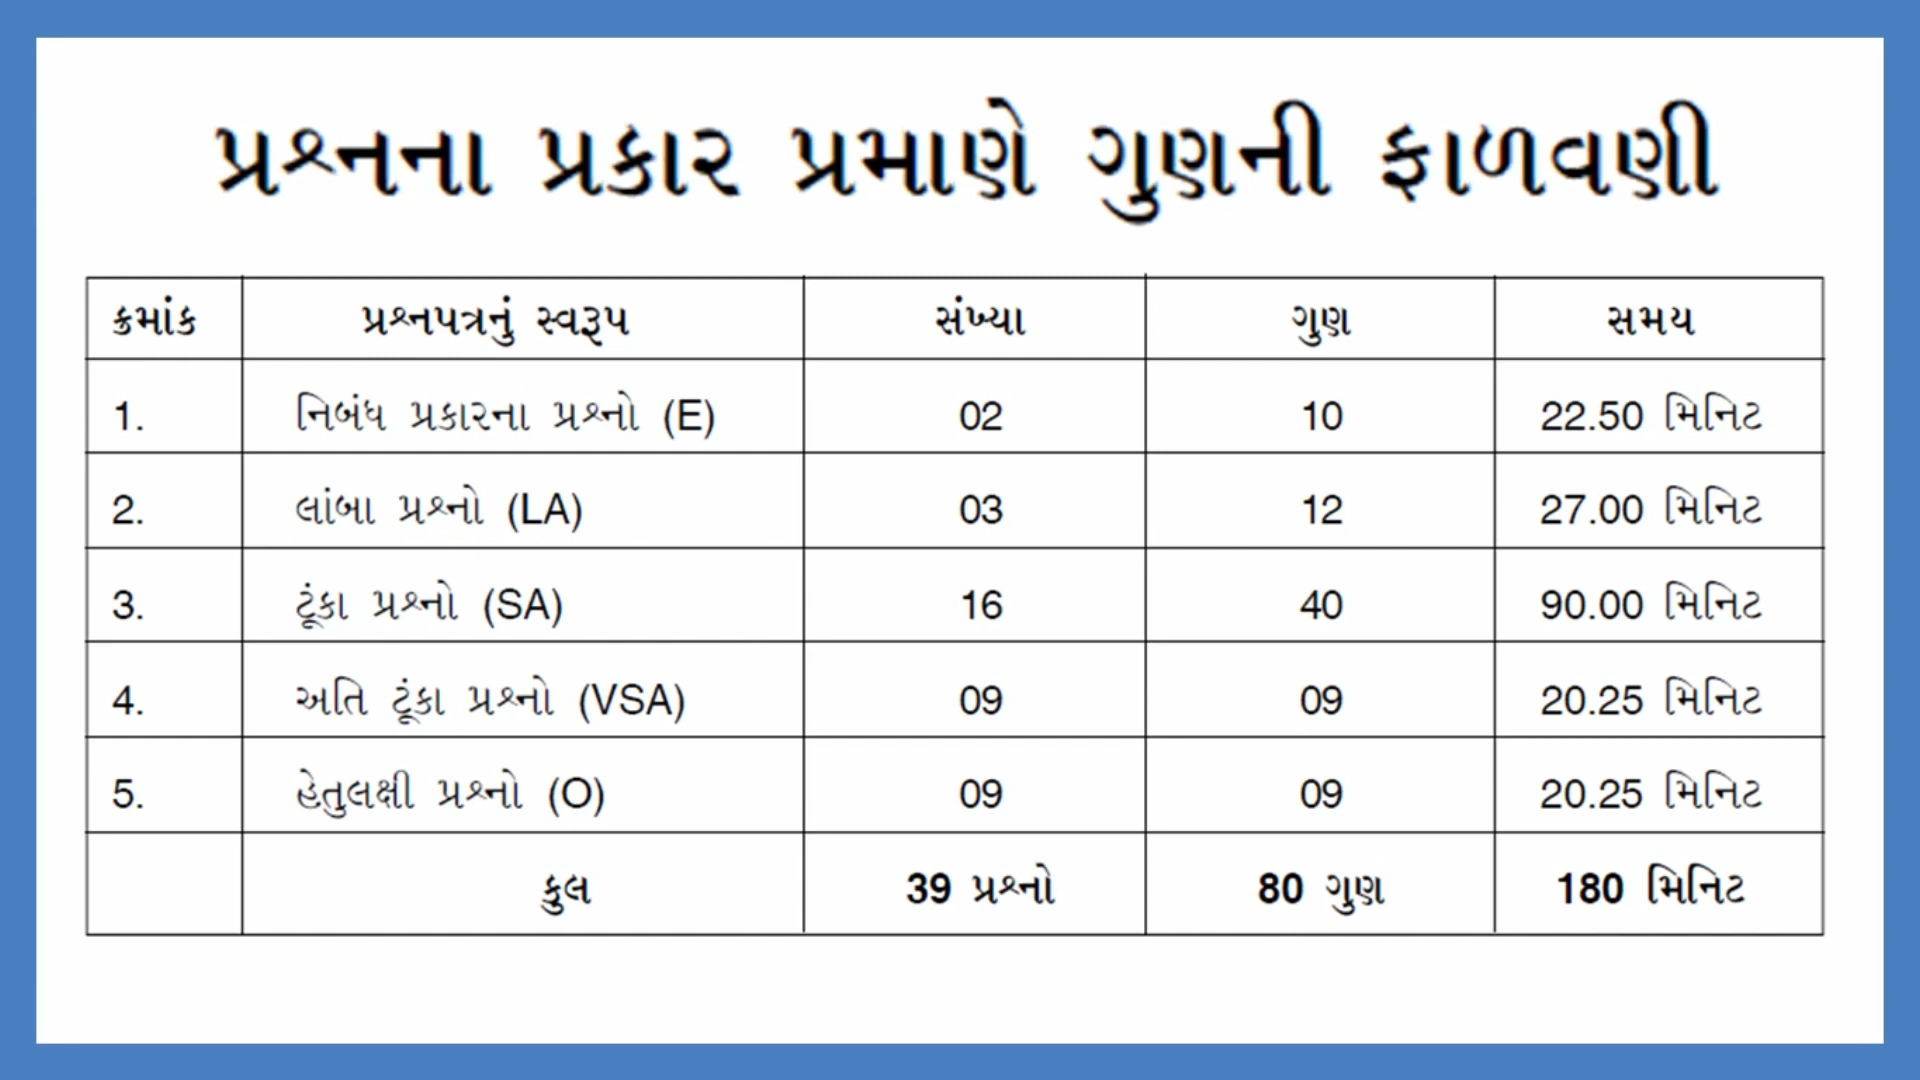 પ્રશ્નના પ્રકાર પ્રમાણે ગુણની ફાળવણી
ક્રમાંક પ્રશ્નપત્રનું સ્વરૂપ સંખ્યા ગુણ સમય
1. નિબંધ પ્રકારના પ્રશ્નો (E) 02 10 22.50 મિનિટ
2. લાંબા પ્રશ્નો (LA) 03 12 27.00 મિનિટ
3. ટૂંકા પ્રશ્નો (SA) 16 40 90.00 મિનિટ
4. અતિ ટૂંકા પ્રશ્નો (VSA) 09 09 20.25 મિનિટ
5. હેતુલક્ષી પ્રશ્નો (O) 09 09 20.25 મિનિટ
કુલ 39 પ્રશ્નો 80 ગુણ 180 મિનિટ